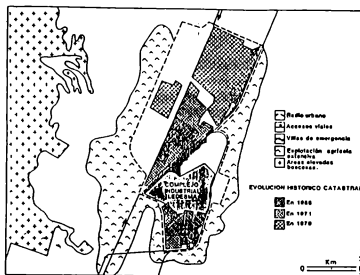 COMPLEJO
INDUSTRIAL
LEDESMA
Radio urbano
Accesos viales
Villas de emergencia
Explotación agrícola
extensiva
Areas elevadas
boscosas.
EVOLUCION HISTORICO CATASTRAL
En 1966
En 1971
En 1978
Km
0